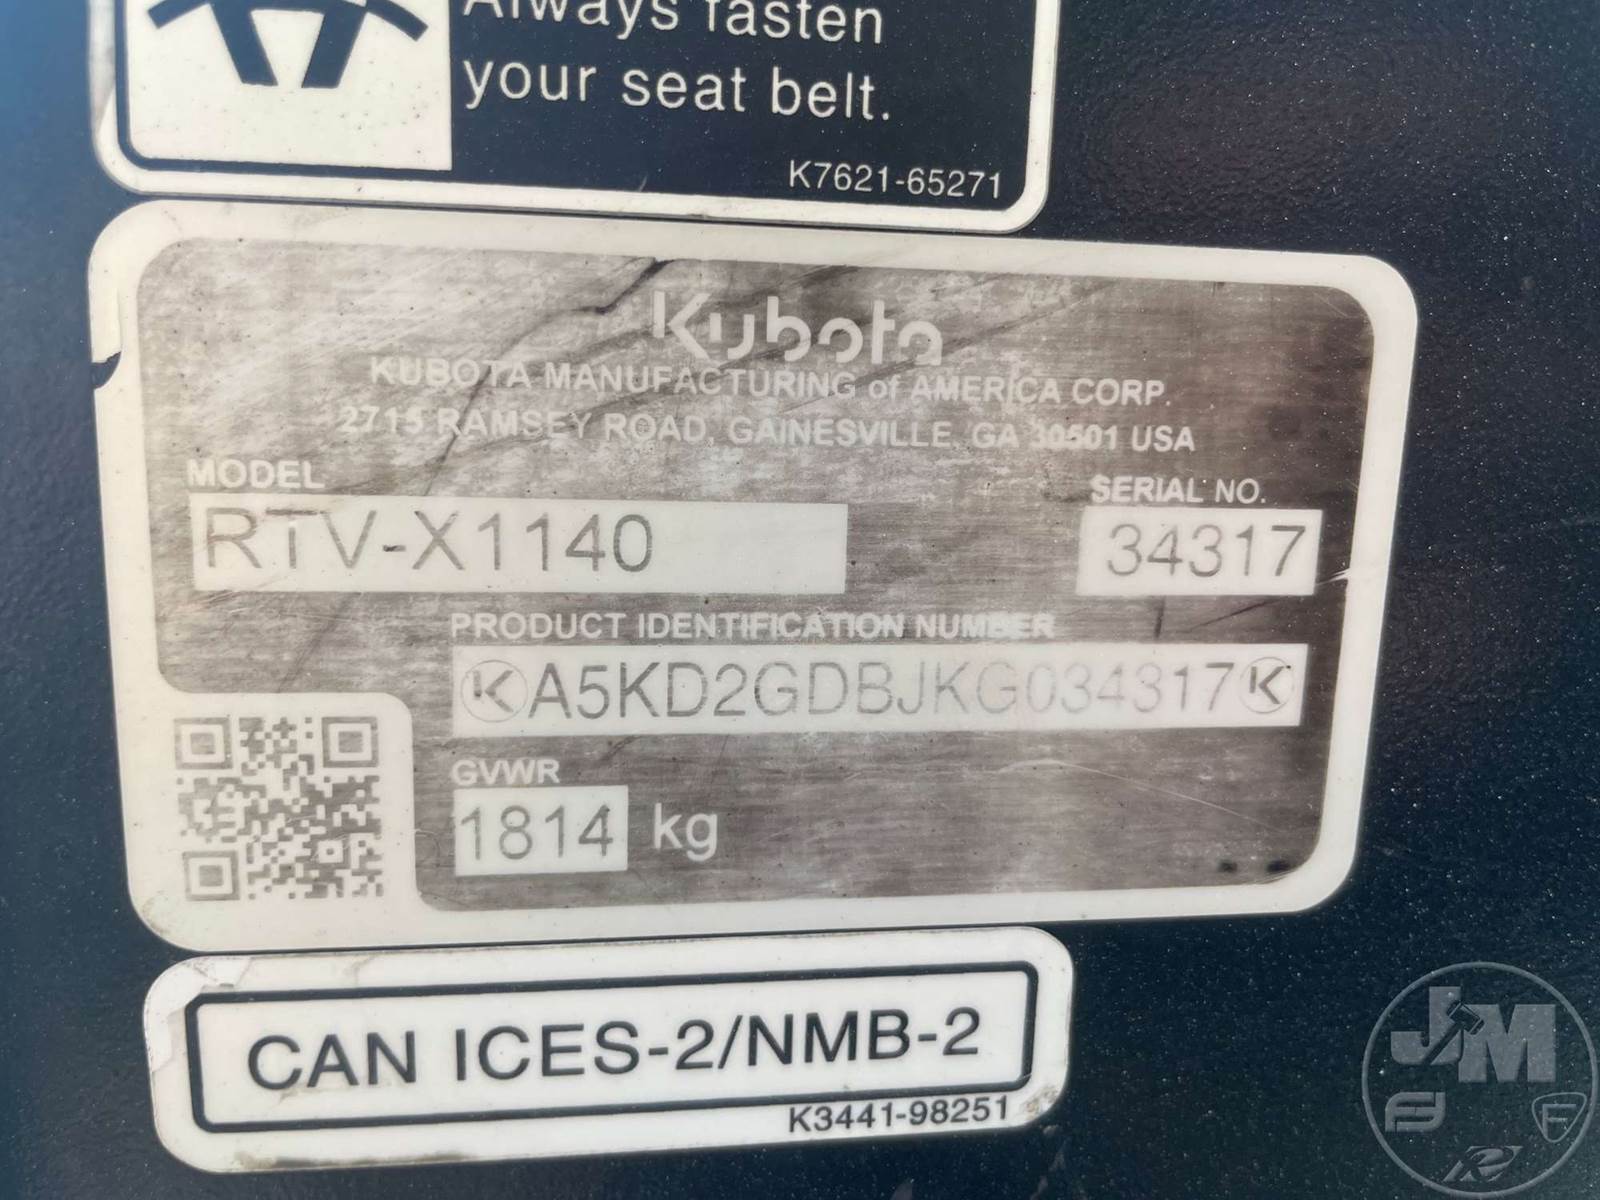 Always fasten
your seat belt.
K7621-65271
Kubota
KUBOTA MANUFACTURING of AMERICA CORP.
2715 RAMSEY ROAD, GAINESVILLE, GA 30501 USA
MODEL
SERIAL NO.
RTV-X1140
34317
PRODUCT IDENTIFICATION NUMBER
A5KD2GDBJKG034317
GVWR
1814 kg
CAN ICES-2/NMB-2
K3441-98251
JM